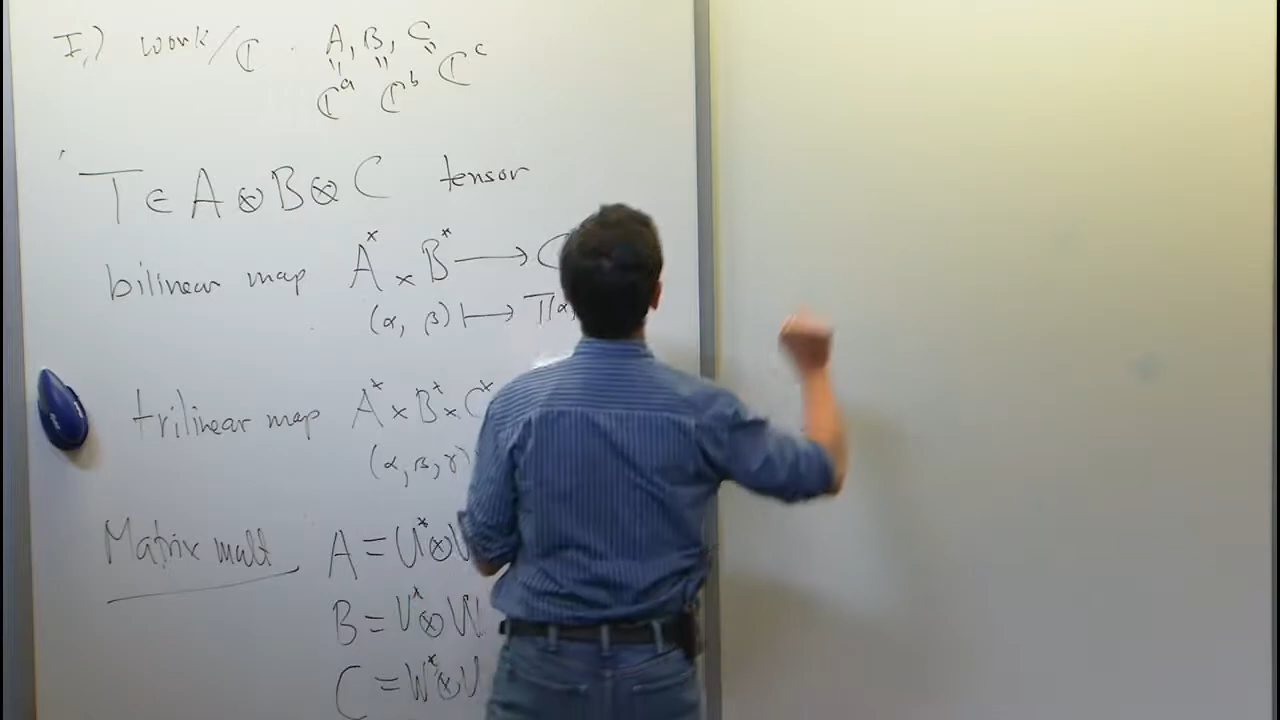 I.) work/ℂ . A, B, C
ℂᵃ ℂᵇ ℂᶜ
T ∈ A ⊗ B ⊗ C tensor
bilinear map A* × B* ⟶ C
(α, β) ⟼ T(α,
trilinear map A* × B* × C*
(α, β, γ)
Matrix mult A = U* ⊗ V
B = V* ⊗ W
C = W* ⊗ U